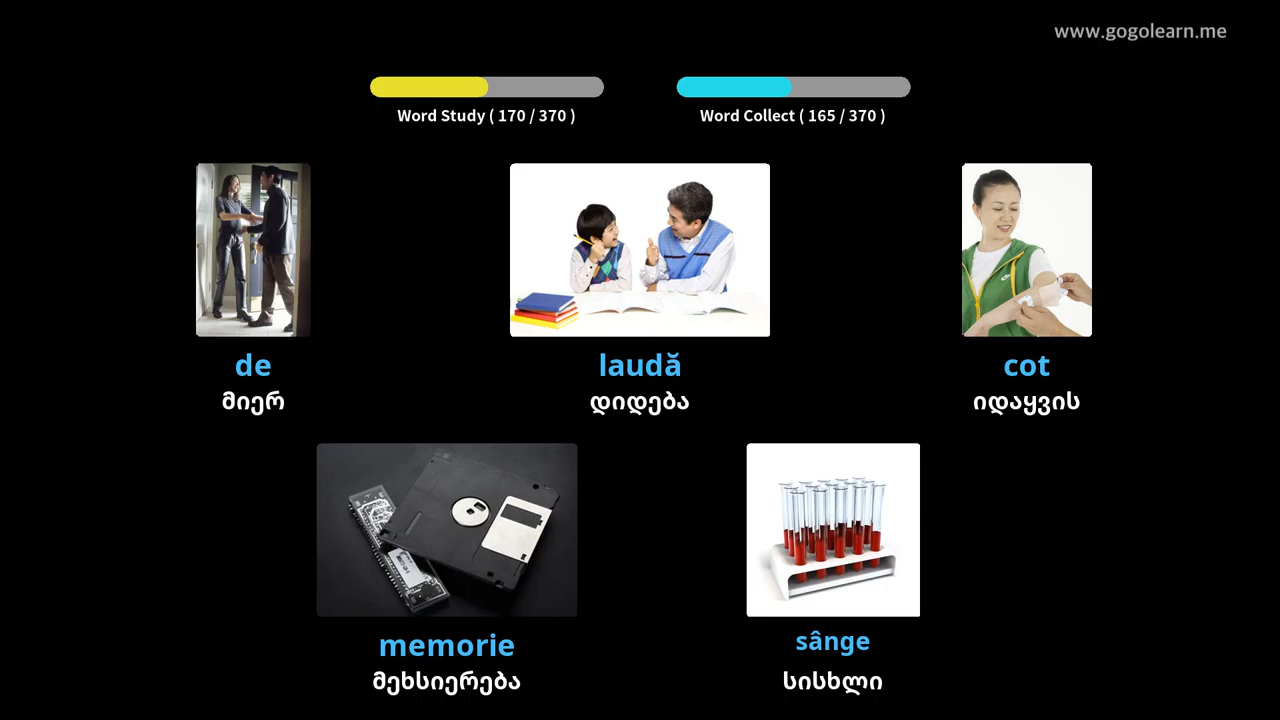 www.gogolearn.me
Word Study ( 170 / 370 )
Word Collect ( 165 / 370 )
de
მიერ
laudă
დიდება
cot
იდაყვის
memorie
მეხსიერება
sânge
სისხლი